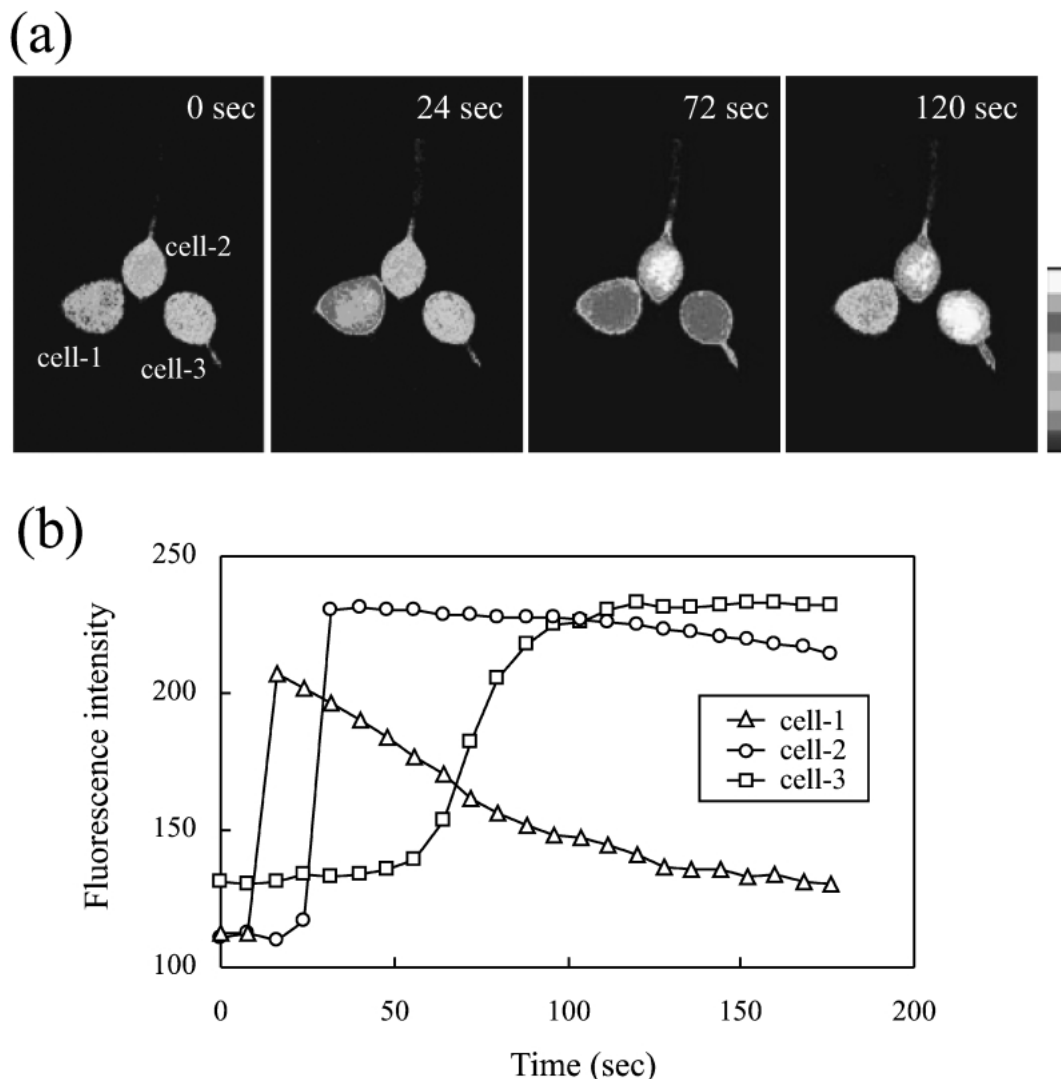 (a)
0 sec
24 sec
72 sec
120 sec
cell-2
cell-1
cell-3
(b)
250
200
150
100
0
50
100
150
200
Fluorescence intensity
Time (sec)
cell-1
cell-2
cell-3